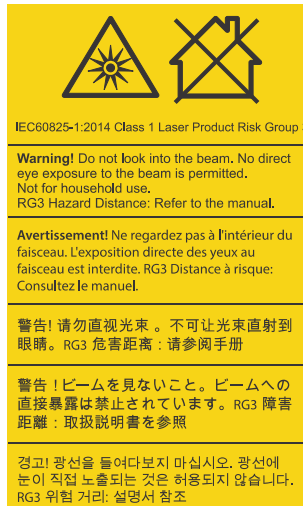 IEC60825-1:2014 Class 1 Laser Product Risk Group
Warning! Do not look into the beam. No direct
eye exposure to the beam is permitted.
Not for household use.
RG3 Hazard Distance: Refer to the manual.
Avertissement! Ne regardez pas à l'intérieur du
faisceau. L'exposition directe des yeux au
faisceau est interdite. RG3 Distance à risque:
Consultez le manuel.
警告! 请勿直视光束 。不可让光束直射到
眼睛。RG3 危害距离 : 请参阅手册
警告 ! ビームを見ないこと。ビームへの
直接暴露は禁止されています。RG3 障害
距離 : 取扱説明書を参照
경고! 광선을 들여다보지 마십시오. 광선에
눈이 직접 노출되는 것은 허용되지 않습니다.
RG3 위험 거리: 설명서 참조